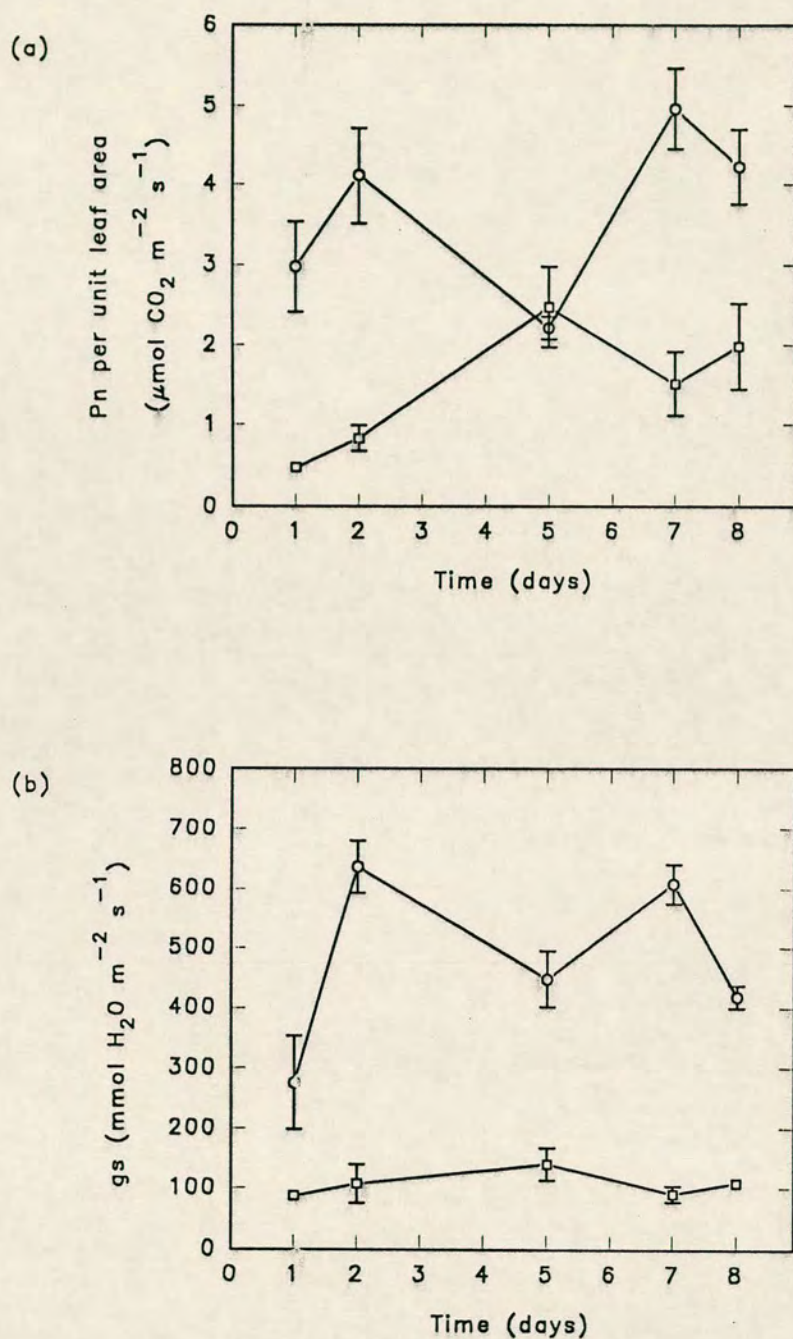 (a)
Pn per unit leaf area
(μmol CO₂ m⁻² s⁻¹)
6
5
4
3
2
1
0
0 1 2 3 4 5 6 7 8
Time (days)
(b)
gs (mmol H₂O m⁻² s⁻¹)
800
700
600
500
400
300
200
100
0
0 1 2 3 4 5 6 7 8
Time (days)